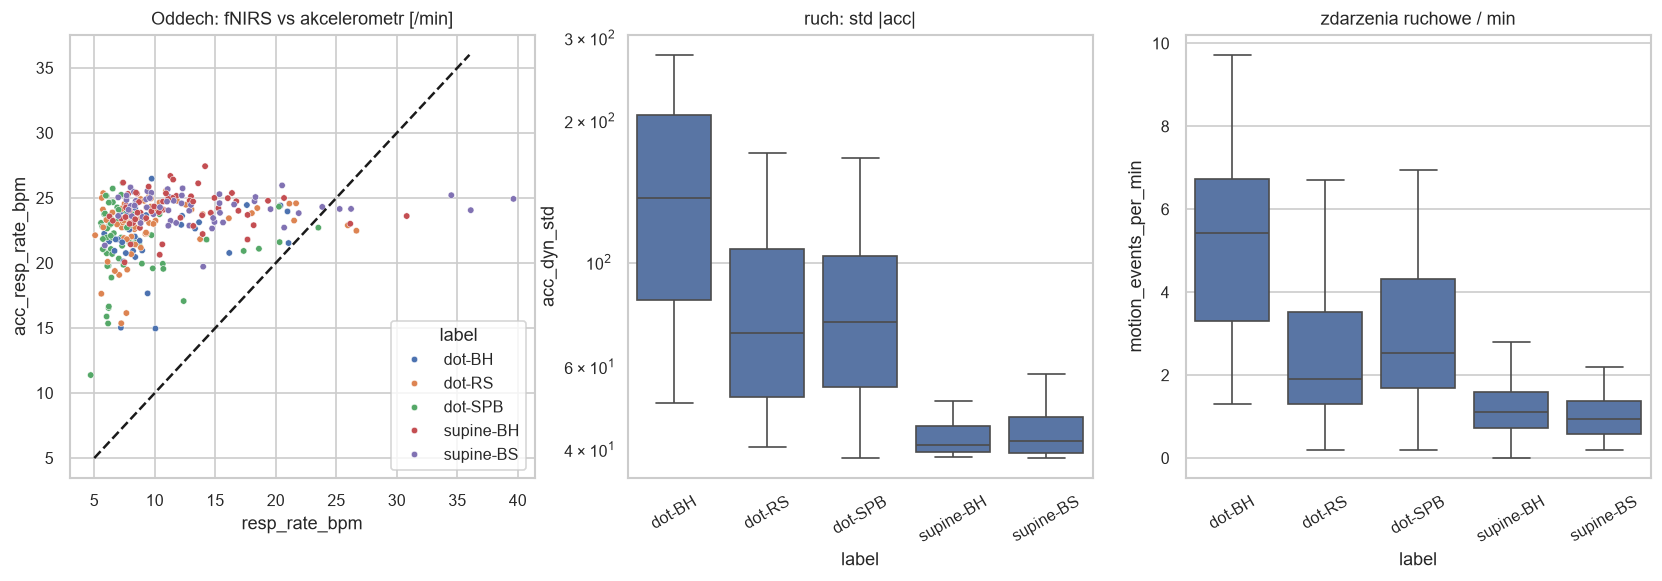 Oddech: fNIRS vs akcelerometr [/min]
35
30
25
20
15
10
5
acc_resp_rate_bpm
5
10
15
20
25
30
35
40
resp_rate_bpm
label
dot-BH
dot-RS
dot-SPB
supine-BH
supine-BS
ruch: std |acc|
3 × 10²
2 × 10²
10²
6 × 10¹
4 × 10¹
acc_dyn_std
dot-BH
dot-RS
dot-SPB
supine-BH
supine-BS
label
zdarzenia ruchowe / min
10
8
6
4
2
0
motion_events_per_min
dot-BH
dot-RS
dot-SPB
supine-BH
supine-BS
label